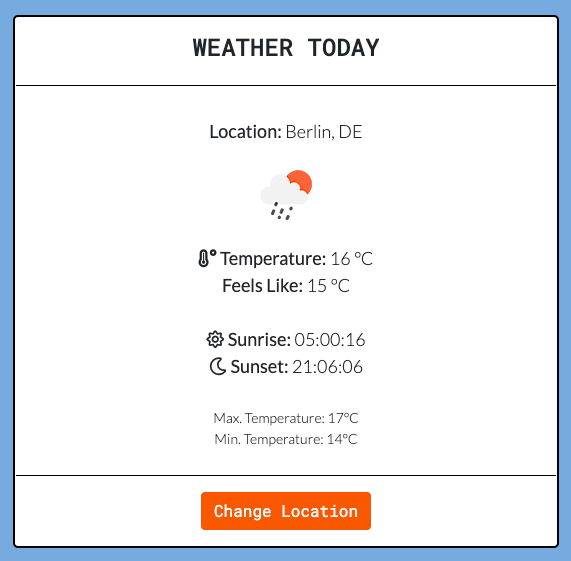 WEATHER TODAY
Location: Berlin, DE
Temperature: 16 °C
Feels Like: 15 °C
Sunrise: 05:00:16
Sunset: 21:06:06
Max. Temperature: 17°C
Min. Temperature: 14°C
Change Location